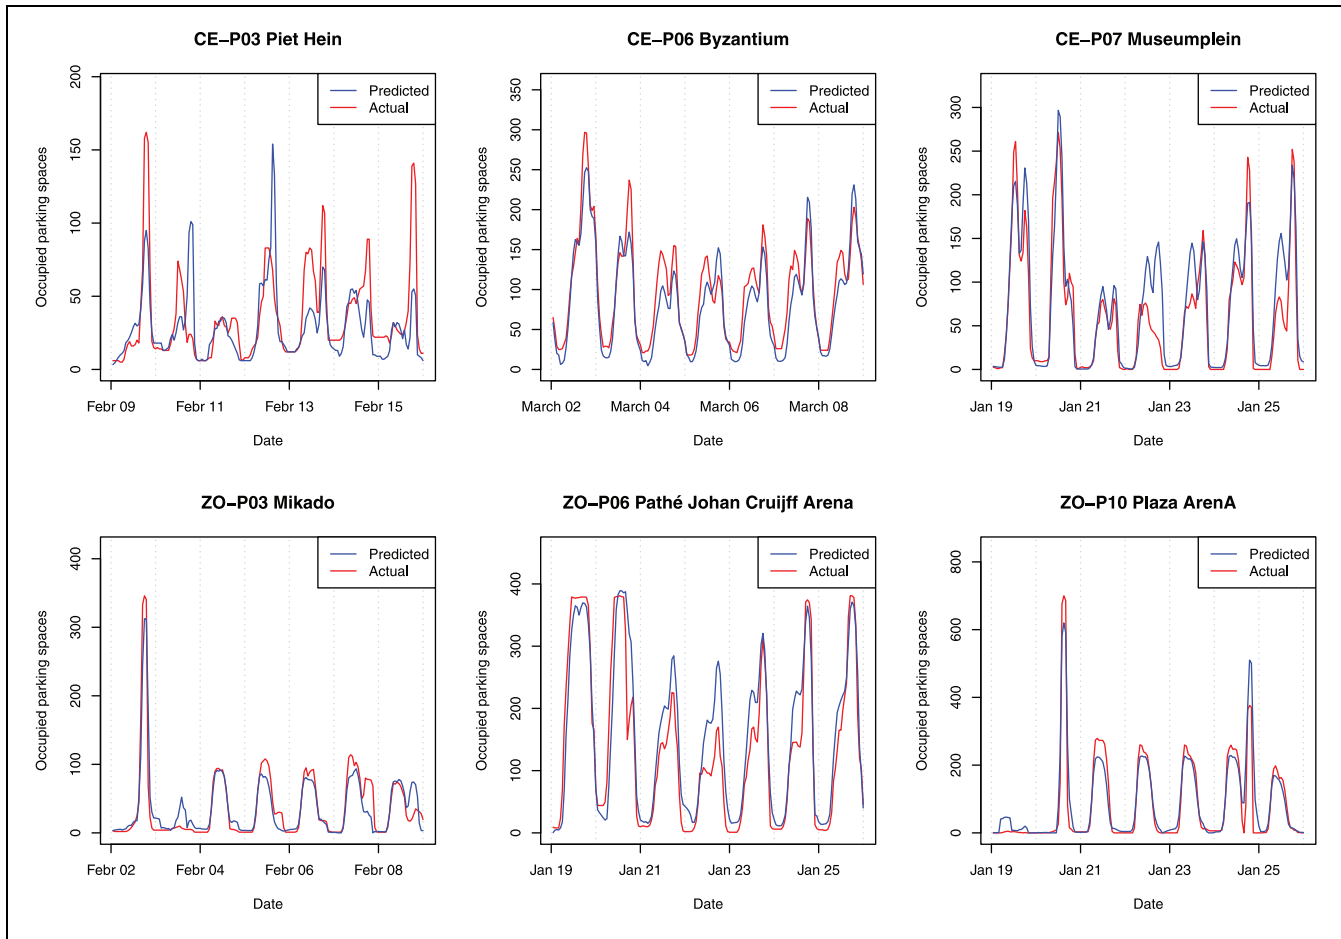 CE–P03 Piet Hein
Predicted
Actual
Occupied parking spaces
200
150
100
50
0
Febr 09
Febr 11
Febr 13
Febr 15
Date
CE–P06 Byzantium
Predicted
Actual
Occupied parking spaces
350
300
250
200
150
100
50
0
March 02
March 04
March 06
March 08
Date
CE–P07 Museumplein
Predicted
Actual
Occupied parking spaces
300
250
200
150
100
50
0
Jan 19
Jan 21
Jan 23
Jan 25
Date
ZO–P03 Mikado
Predicted
Actual
Occupied parking spaces
400
300
200
100
0
Febr 02
Febr 04
Febr 06
Febr 08
Date
ZO–P06 Pathé Johan Cruijff Arena
Predicted
Actual
Occupied parking spaces
400
300
200
100
0
Jan 19
Jan 21
Jan 23
Jan 25
Date
ZO–P10 Plaza ArenA
Predicted
Actual
Occupied parking spaces
800
600
400
200
0
Jan 19
Jan 21
Jan 23
Jan 25
Date